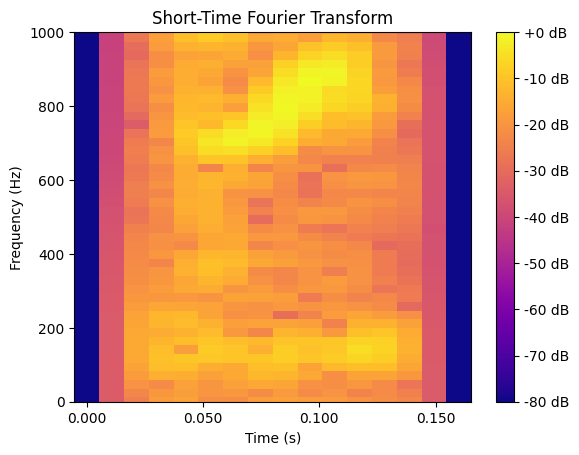 Short-Time Fourier Transform
1000
800
600
400
200
0
Frequency (Hz)
0.000
0.050
0.100
0.150
Time (s)
+0 dB
-10 dB
-20 dB
-30 dB
-40 dB
-50 dB
-60 dB
-70 dB
-80 dB